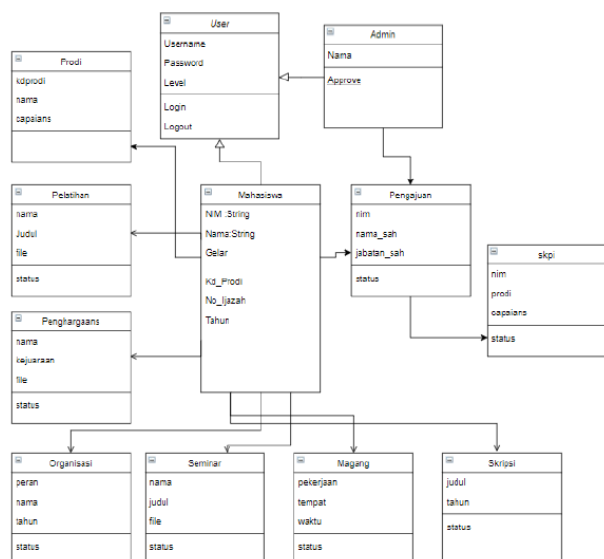 User
Username
Password
Level
Login
Logout
Admin
Nama
Approve
Prodi
kdprodi
nama
capaians
Pelatihan
nama
Judul
file
status
Mahasiswa
NIM :String
Nama:String
Gelar
Kd_Prodi
No_Ijazah
Tahun
Pengajuan
nim
nama_sah
jabatan_sah
status
skpi
nim
prodi
capaians
status
Penghargaans
nama
kejuaraan
file
status
Organisasi
peran
nama
tahun
status
Seminar
nama
judul
file
status
Magang
pekerjaan
tempat
waktu
status
Skripsi
judul
tahun
status